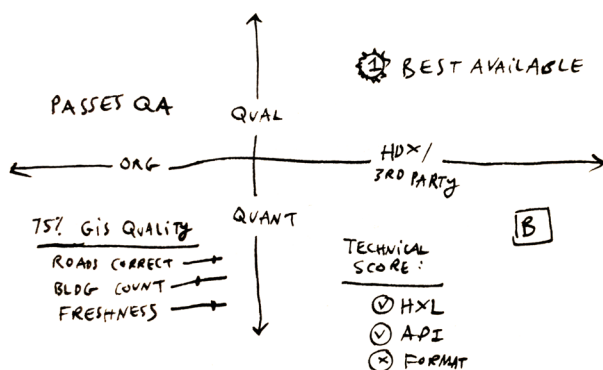 1 BEST AVAILABLE
PASSES QA
QUAL
ORG
HDX/
3RD PARTY
QUANT
75% GIS QUALITY
ROADS CORRECT
BLDG COUNT
FRESHNESS
B
TECHNICAL
SCORE:
HXL
API
FORMAT